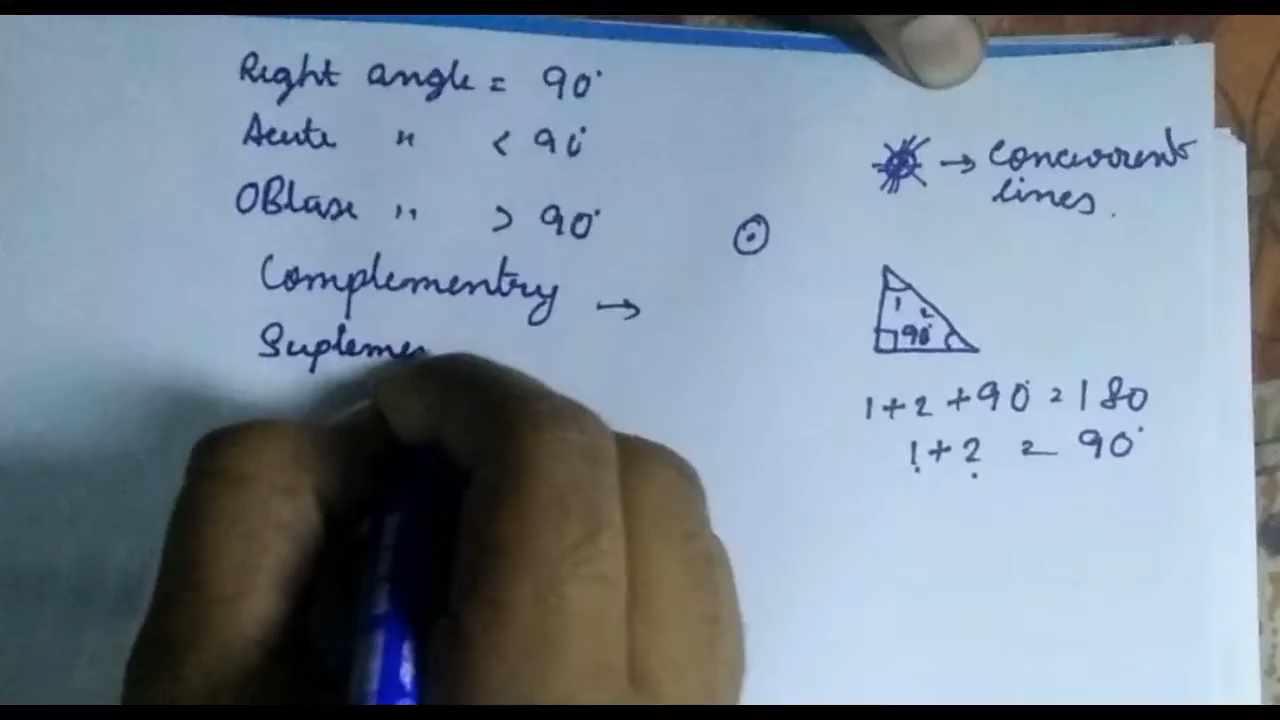 Right angle = 90°
Acute " < 90°
OBlase " > 90°
Complementry →
Supleme
→ concurrent
lines.
1 2
90°
1+2+90° = 180
1+2 = 90°